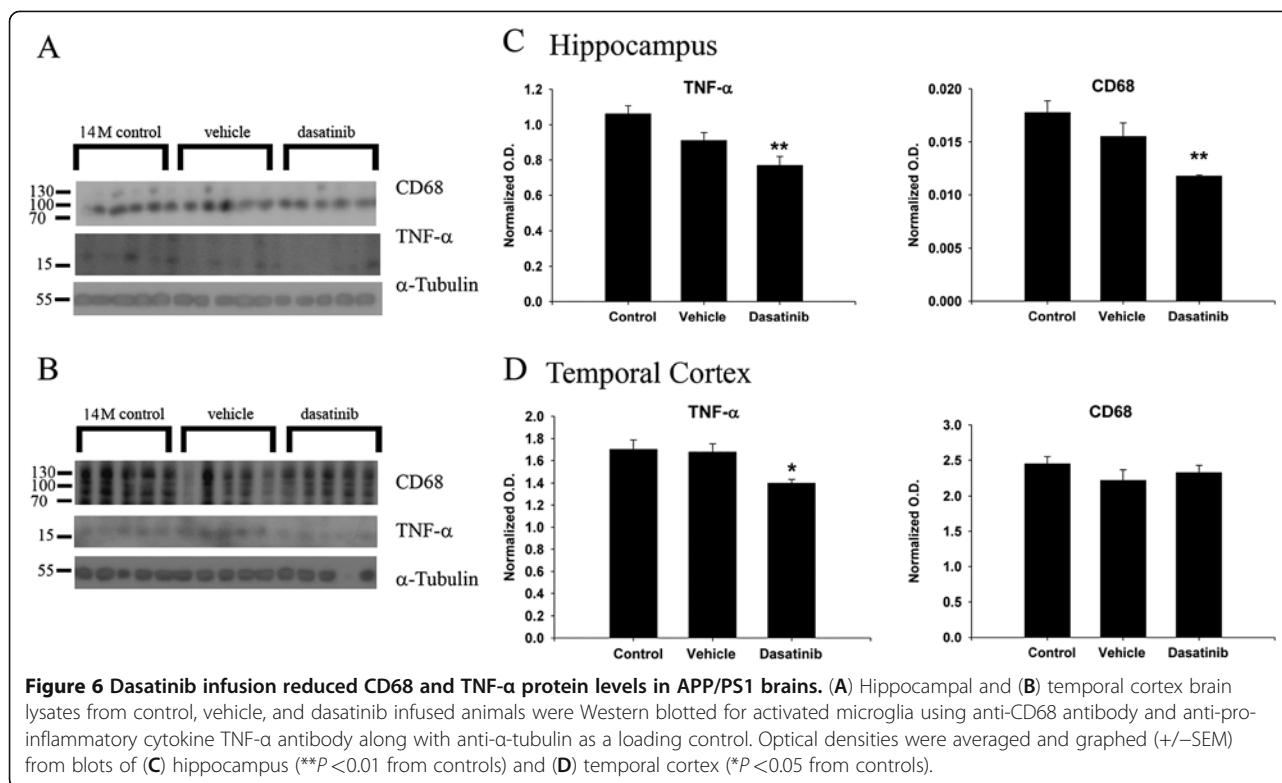 A
14M control vehicle dasatinib
130
100
70
CD68
TNF-α
15
α-Tubulin
55
B
14M control vehicle dasatinib
130
100
70
CD68
TNF-α
15
55
α-Tubulin
C Hippocampus
TNF-α
Normalized O.D.
1.2
1.0
0.8
0.6
0.4
0.2
0.0
**
Control Vehicle Dasatinib
CD68
Normalized O.D.
0.020
0.015
0.010
0.005
0.000
**
Control Vehicle Dasatinib
D Temporal Cortex
TNF-α
Normalized O.D.
2.0
1.8
1.6
1.4
1.2
1.0
0.8
0.6
0.4
0.2
0.0
*
Control Vehicle Dasatinib
CD68
Normalized O.D.
3.0
2.5
2.0
1.5
1.0
0.5
0.0
Control Vehicle Dasatinib
Figure 6 Dasatinib infusion reduced CD68 and TNF-α protein levels in APP/PS1 brains. (A) Hippocampal and (B) temporal cortex brain
lysates from control, vehicle, and dasatinib infused animals were Western blotted for activated microglia using anti-CD68 antibody and anti-pro-
inflammatory cytokine TNF-α antibody along with anti-α-tubulin as a loading control. Optical densities were averaged and graphed (+/−SEM)
from blots of (C) hippocampus (**P <0.01 from controls) and (D) temporal cortex (*P <0.05 from controls).